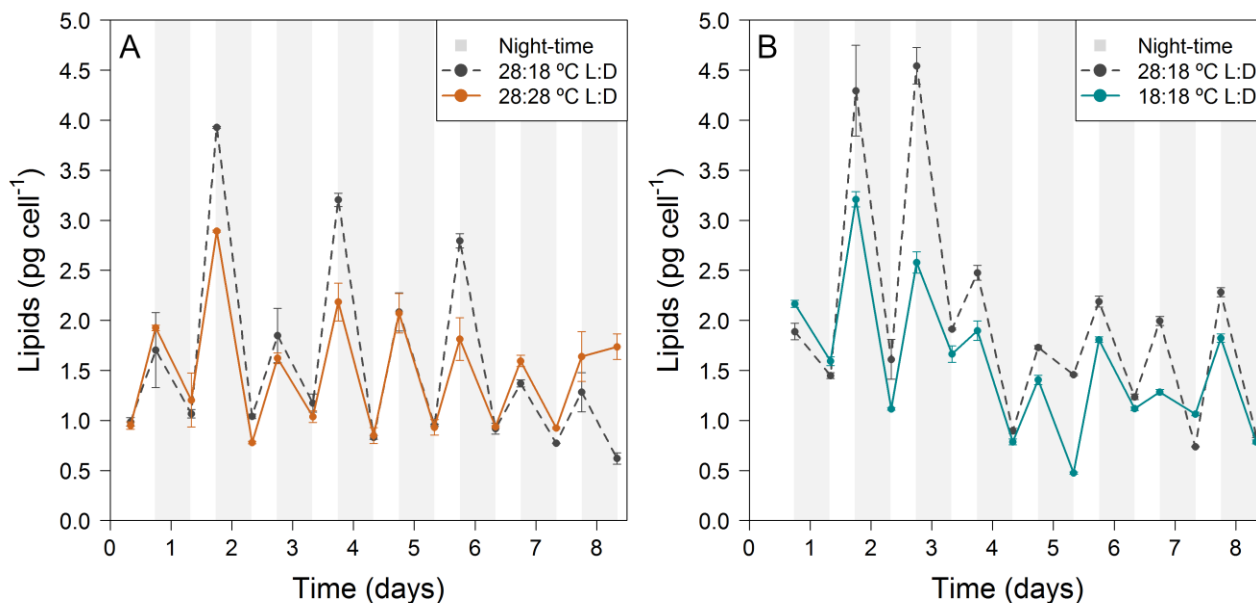 A
Night-time
28:18 ºC L:D
28:28 ºC L:D
5.0
4.5
4.0
3.5
3.0
2.5
2.0
1.5
1.0
0.5
0.0
Lipids (pg cell⁻¹)
0 1 2 3 4 5 6 7 8
Time (days)
B
Night-time
28:18 ºC L:D
18:18 ºC L:D
5.0
4.5
4.0
3.5
3.0
2.5
2.0
1.5
1.0
0.5
0.0
Lipids (pg cell⁻¹)
0 1 2 3 4 5 6 7 8
Time (days)